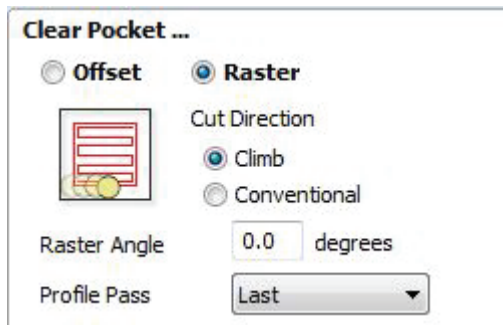 Clear Pocket ...
Offset Raster
Cut Direction
Climb
Conventional
Raster Angle 0.0 degrees
Profile Pass Last